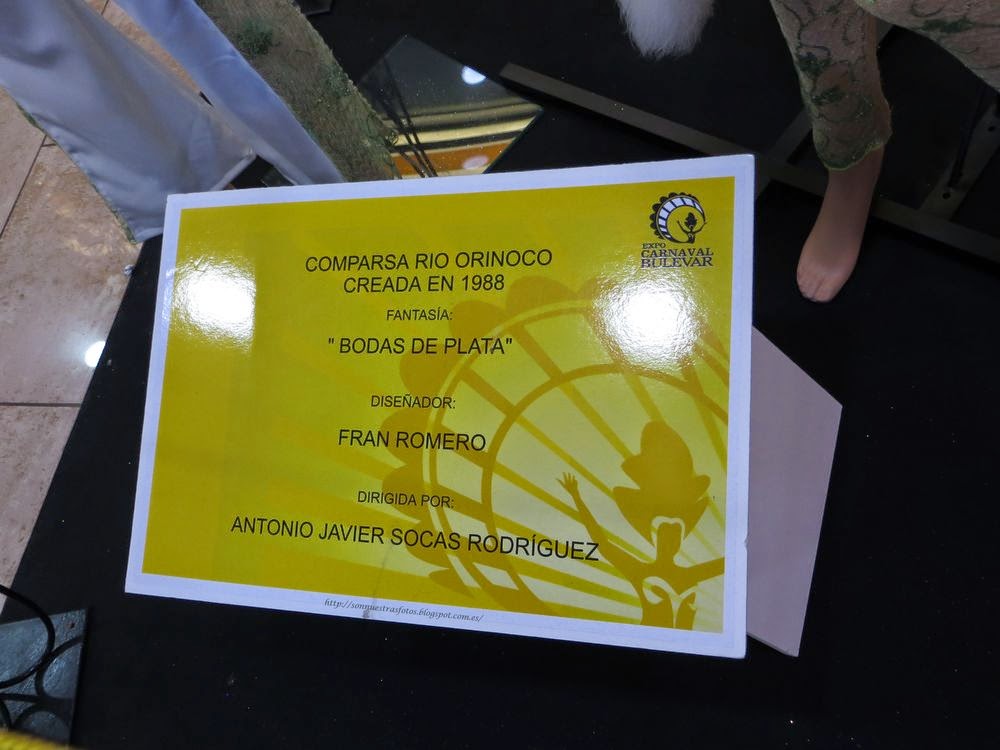 EXPO
CARNAVAL
BULEVAR
COMPARSA RIO ORINOCO
CREADA EN 1988
FANTASÍA:
" BODAS DE PLATA"
DISEÑADOR:
FRAN ROMERO
DIRIGIDA POR:
ANTONIO JAVIER SOCAS RODRÍGUEZ
http://sonnuestrasfotos.blogspot.com.es/